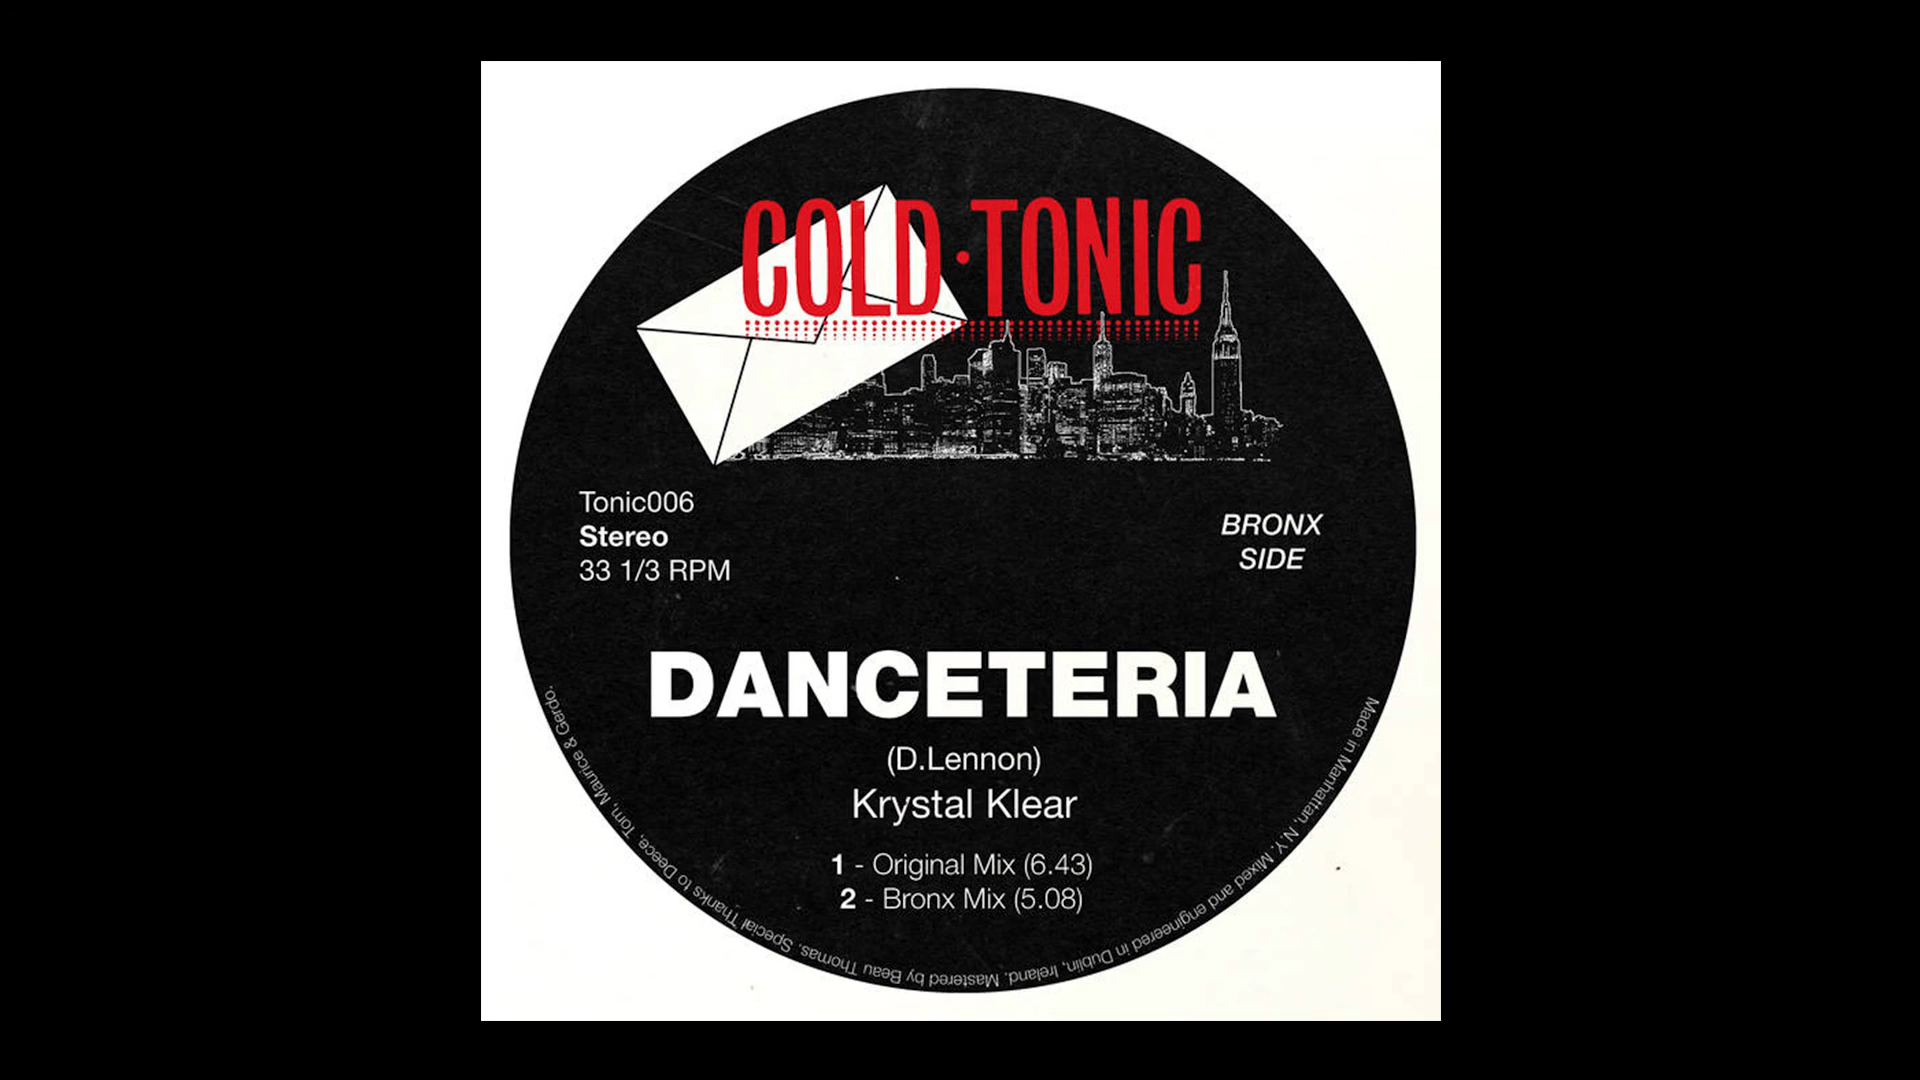 COLD·TONIC
Tonic006
Stereo
33 1/3 RPM
BRONX
SIDE
DANCETERIA
(D.Lennon)
Krystal Klear
1 - Original Mix (6.43)
2 - Bronx Mix (5.08)
Made in Manhattan, N.Y. Mixed and engineered in Dublin, Ireland. Mastered by Beau Thomas. Special Thanks to Deece, Tom, Maurice & Gerdo.